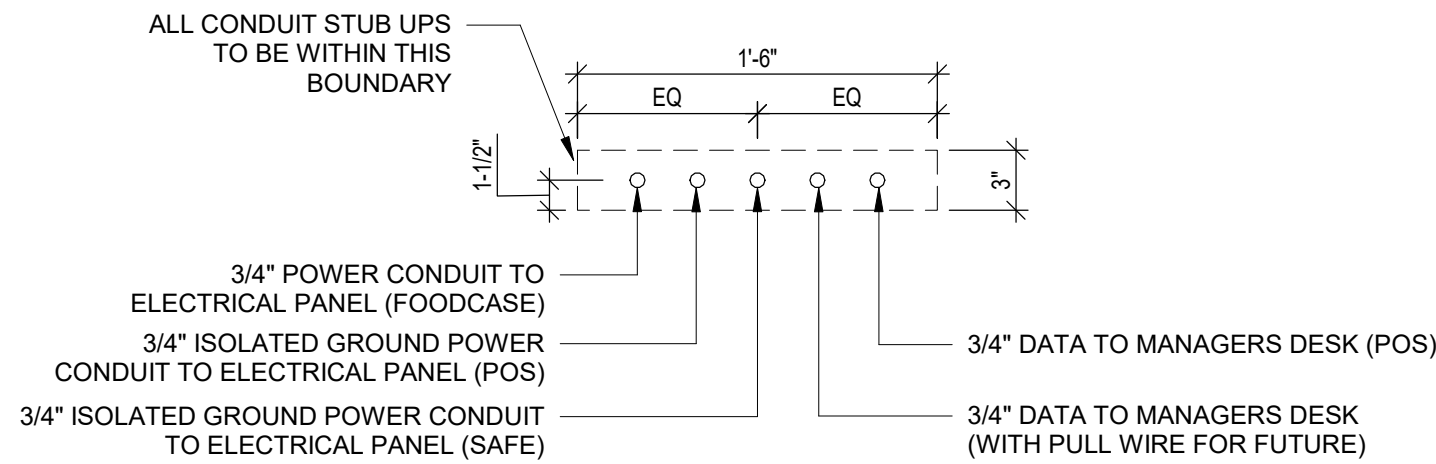 ALL CONDUIT STUB UPS
TO BE WITHIN THIS
BOUNDARY
1'-6"
EQ
EQ
1-1/2"
3"
3/4" POWER CONDUIT TO
ELECTRICAL PANEL (FOODCASE)
3/4" ISOLATED GROUND POWER
CONDUIT TO ELECTRICAL PANEL (POS)
3/4" ISOLATED GROUND POWER CONDUIT
TO ELECTRICAL PANEL (SAFE)
3/4" DATA TO MANAGERS DESK (POS)
3/4" DATA TO MANAGERS DESK
(WITH PULL WIRE FOR FUTURE)